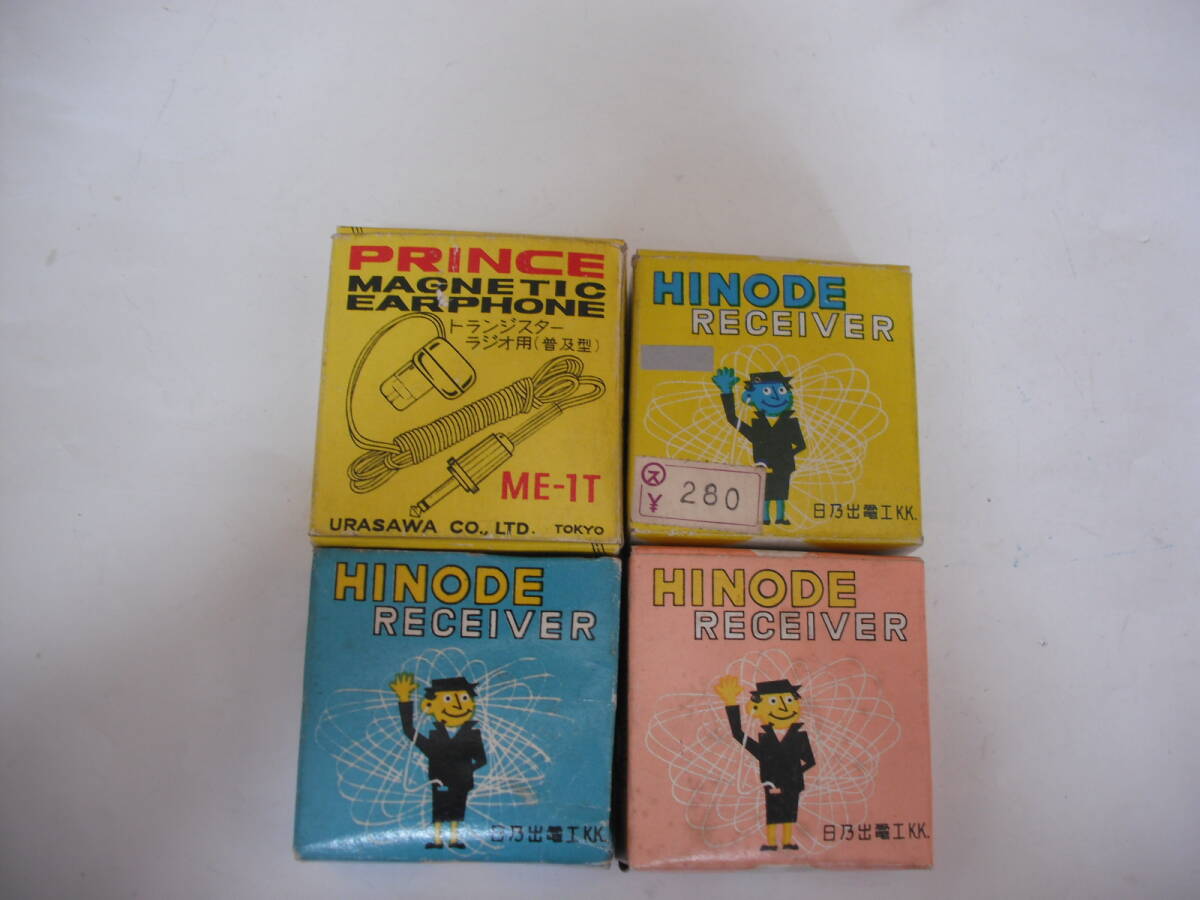 PRINCE
MAGNETIC
EARPHONE
トランジスター
ラジオ用(普及型)
ME-1T
URASAWA CO., LTD. TOKYO
HINODE
RECEIVER
ス
¥ 280
日乃出電工KK.
HINODE
RECEIVER
日乃出電工KK.
HINODE
RECEIVER
日乃出電工KK.